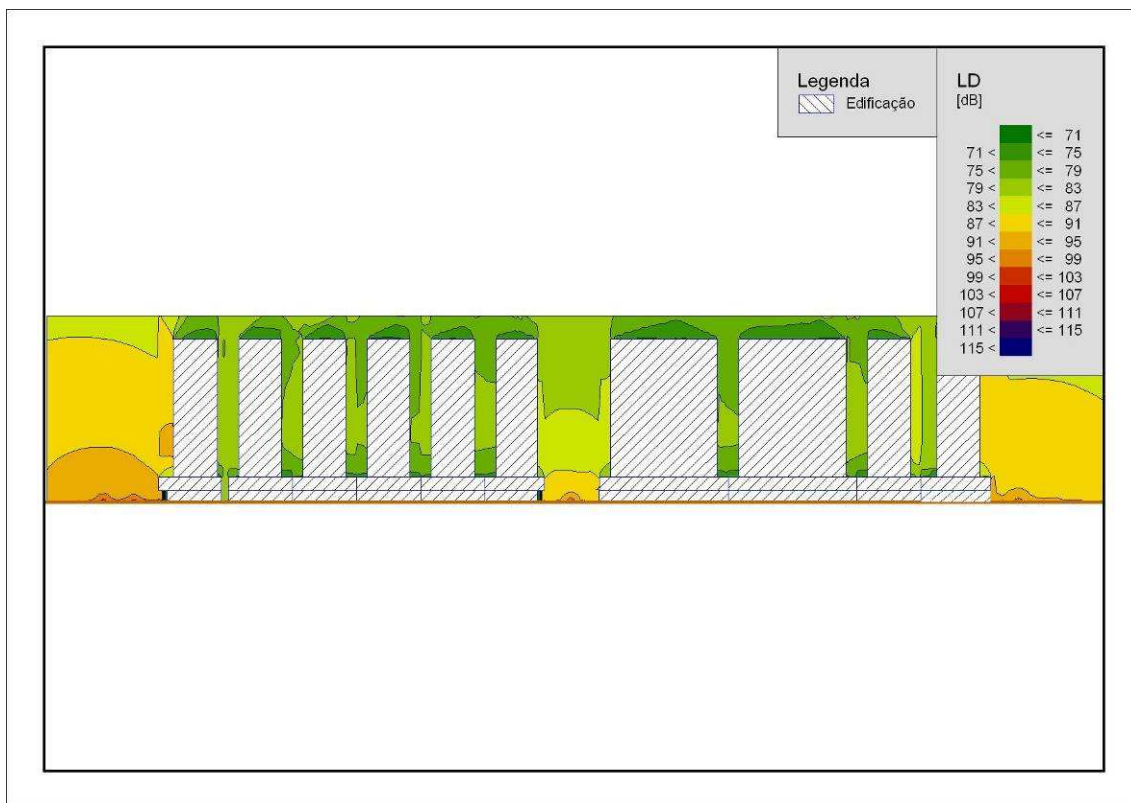 Legenda
Edificação
LD
[dB]
<= 71
71 < <= 75
75 < <= 79
79 < <= 83
83 < <= 87
87 < <= 91
91 < <= 95
95 < <= 99
99 < <= 103
103 < <= 107
107 < <= 111
111 < <= 115
115 <